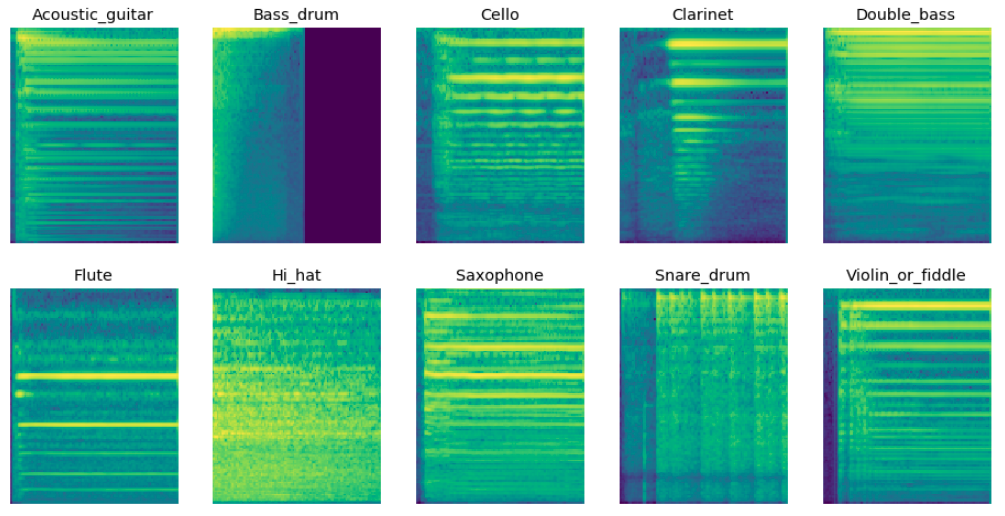 Acoustic_guitar Bass_drum Cello Clarinet Double_bass
Flute Hi_hat Saxophone Snare_drum Violin_or_fiddle